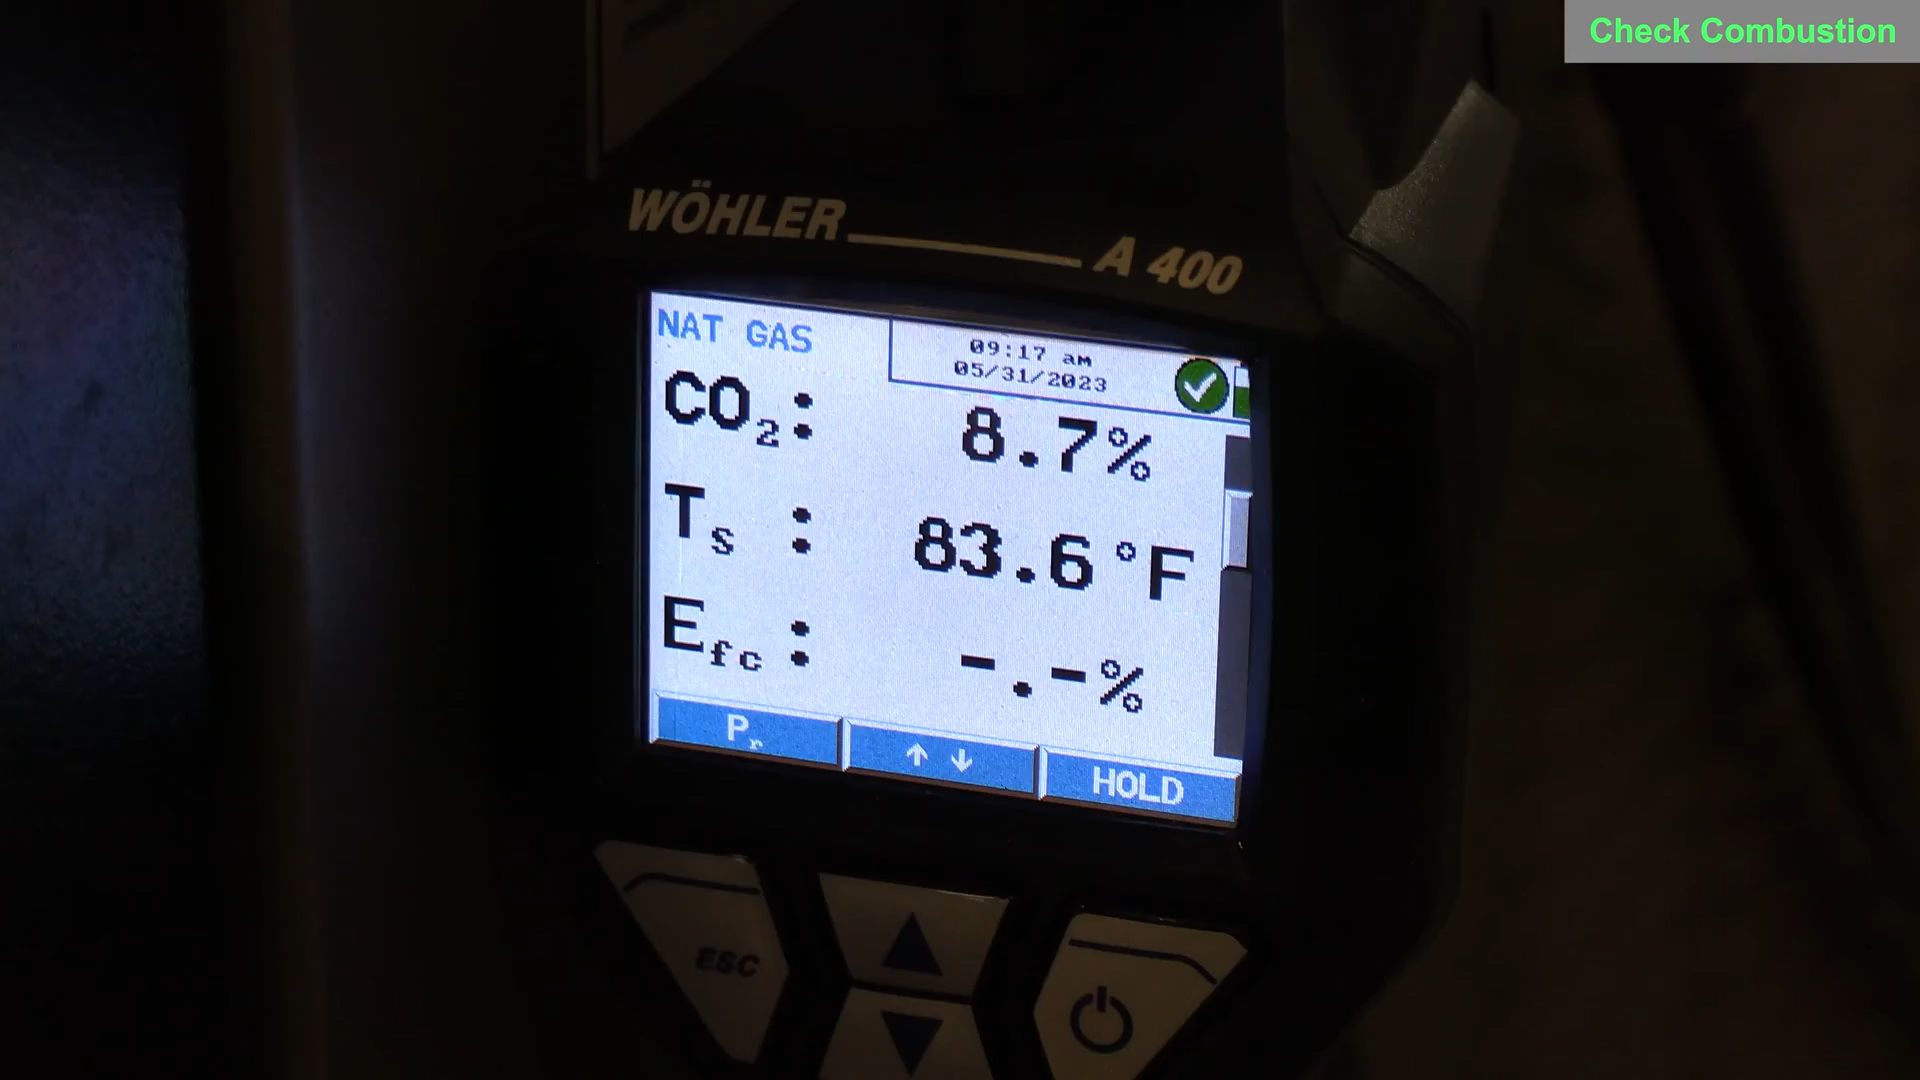 Check Combustion
WÖHLER A 400
NAT GAS
09:17 am
05/31/2023
CO₂: 8.7%
Ts : 83.6°F
Efc : -.-%
Pr ↑ ↓ HOLD
ESC